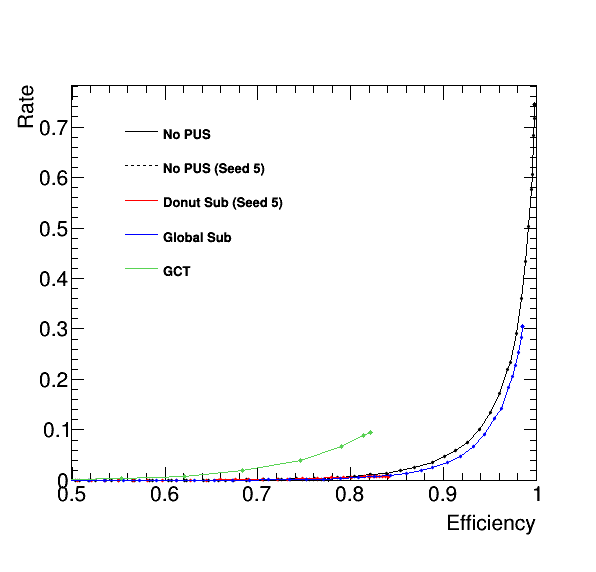 Rate
0.7
0.6
0.5
0.4
0.3
0.2
0.1
0
No PUS
No PUS (Seed 5)
Donut Sub (Seed 5)
Global Sub
GCT
0.5 0.6 0.7 0.8 0.9 1
Efficiency